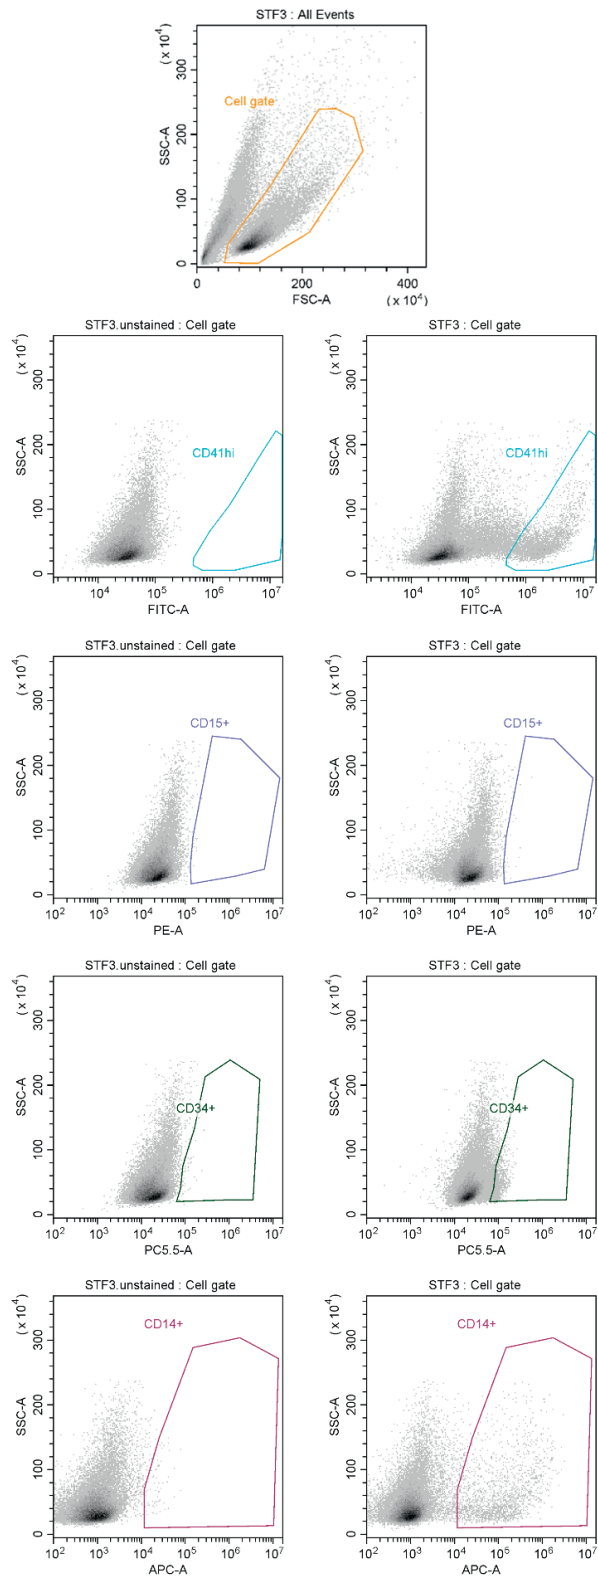 STF3 : All Events
(x 10⁴)
300
200
100
0
SSC-A
Cell gate
0 200 400
FSC-A (x 10⁴)
STF3.unstained : Cell gate
(x 10⁴)
300
200
100
0
SSC-A
CD41hi
10⁴ 10⁵ 10⁶ 10⁷
FITC-A
STF3 : Cell gate
(x 10⁴)
300
200
100
0
SSC-A
CD41hi
10⁴ 10⁵ 10⁶ 10⁷
FITC-A
STF3.unstained : Cell gate
(x 10⁴)
300
200
100
0
SSC-A
CD15+
10² 10³ 10⁴ 10⁵ 10⁶ 10⁷
PE-A
STF3 : Cell gate
(x 10⁴)
300
200
100
0
SSC-A
CD15+
10² 10³ 10⁴ 10⁵ 10⁶ 10⁷
PE-A
STF3.unstained : Cell gate
(x 10⁴)
300
200
100
0
SSC-A
CD34+
10² 10³ 10⁴ 10⁵ 10⁶ 10⁷
PC5.5-A
STF3 : Cell gate
(x 10⁴)
300
200
100
0
SSC-A
CD34+
10² 10³ 10⁴ 10⁵ 10⁶ 10⁷
PC5.5-A
STF3.unstained : Cell gate
(x 10⁴)
300
200
100
0
SSC-A
CD14+
10² 10³ 10⁴ 10⁵ 10⁶ 10⁷
APC-A
STF3 : Cell gate
(x 10⁴)
300
200
100
0
SSC-A
CD14+
10² 10³ 10⁴ 10⁵ 10⁶ 10⁷
APC-A